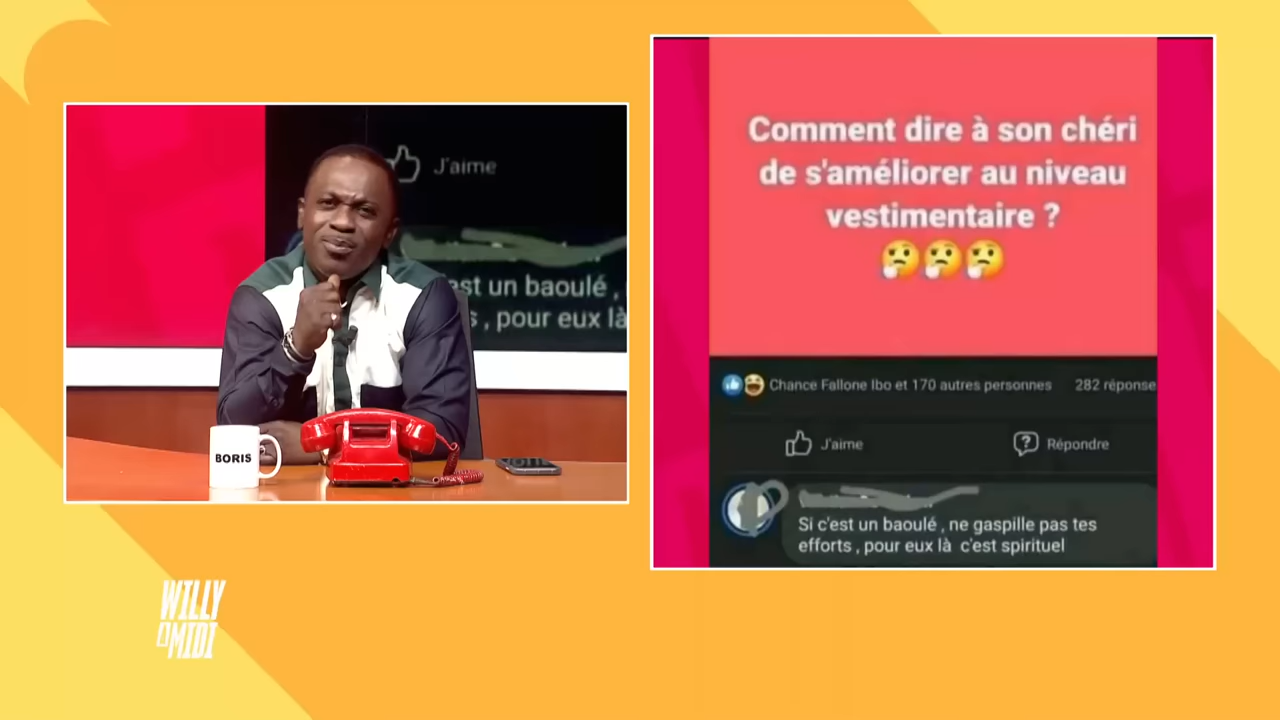 J'aime
est un baoulé ,
s , pour eux là
BORIS
WILLY
À MIDI
Comment dire à son chéri
de s'améliorer au niveau
vestimentaire ?
🤔🤔🤔
Chance Fallone Ibo et 170 autres personnes 282 réponse
J'aime Répondre
Si c'est un baoulé , ne gaspille pas tes
efforts , pour eux là c'est spirituel